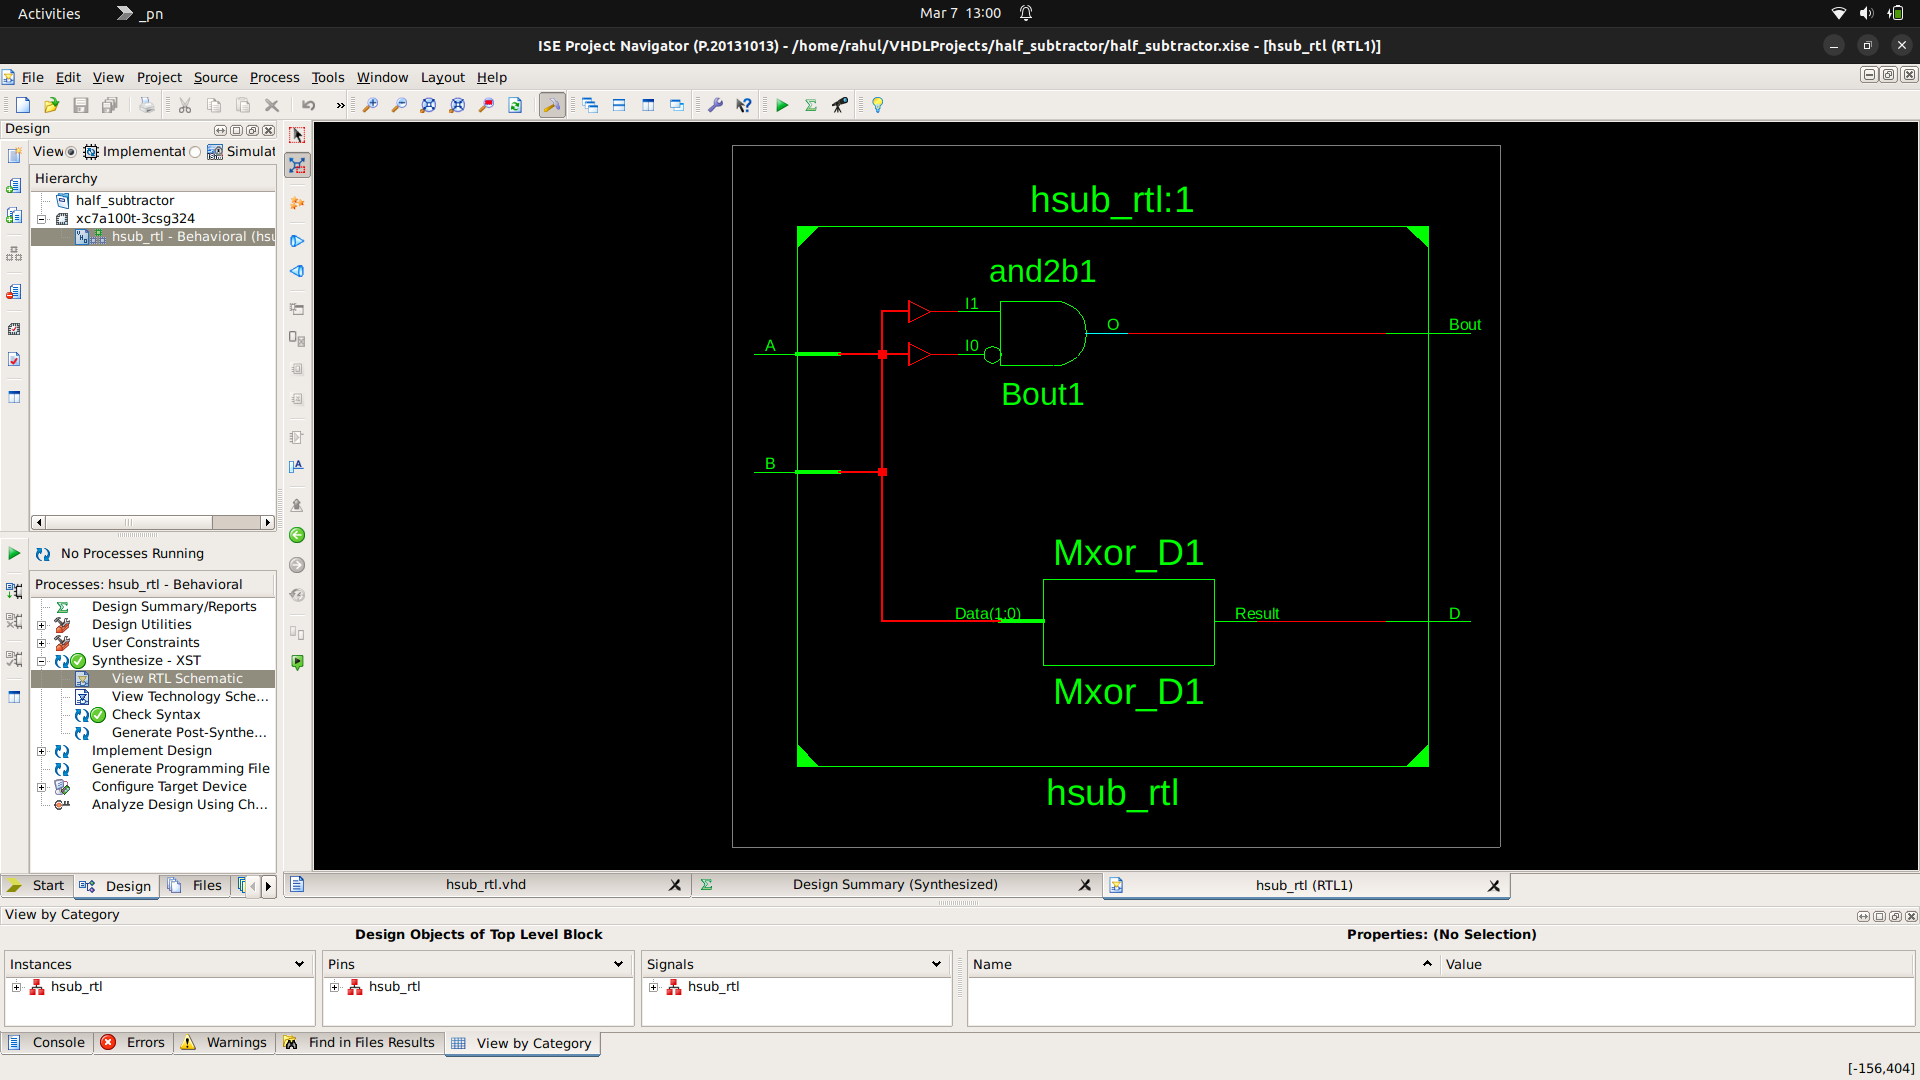 Activities
_pn
Mar 7 13:00
ISE Project Navigator (P.20131013) - /home/rahul/VHDLProjects/half_subtractor/half_subtractor.xise - [hsub_rtl (RTL1)]
File Edit View Project Source Process Tools Window Layout Help
»
Design
View Implementat Simulat
Hierarchy
half_subtractor
xc7a100t-3csg324
hsub_rtl - Behavioral (hsu
No Processes Running
Processes: hsub_rtl - Behavioral
Design Summary/Reports
Design Utilities
User Constraints
Synthesize - XST
View RTL Schematic
View Technology Sche...
Check Syntax
Generate Post-Synthe...
Implement Design
Generate Programming File
Configure Target Device
Analyze Design Using Ch...
Start
Design
Files
hsub_rtl:1
and2b1
I1
O
Bout
A
I0
Bout1
B
Mxor_D1
Data(1:0)
Result
D
Mxor_D1
hsub_rtl
hsub_rtl.vhd
Design Summary (Synthesized)
hsub_rtl (RTL1)
View by Category
Design Objects of Top Level Block
Properties: (No Selection)
Instances
Pins
Signals
Name
Value
hsub_rtl
hsub_rtl
hsub_rtl
Console
Errors
Warnings
Find in Files Results
View by Category
[-156,404]